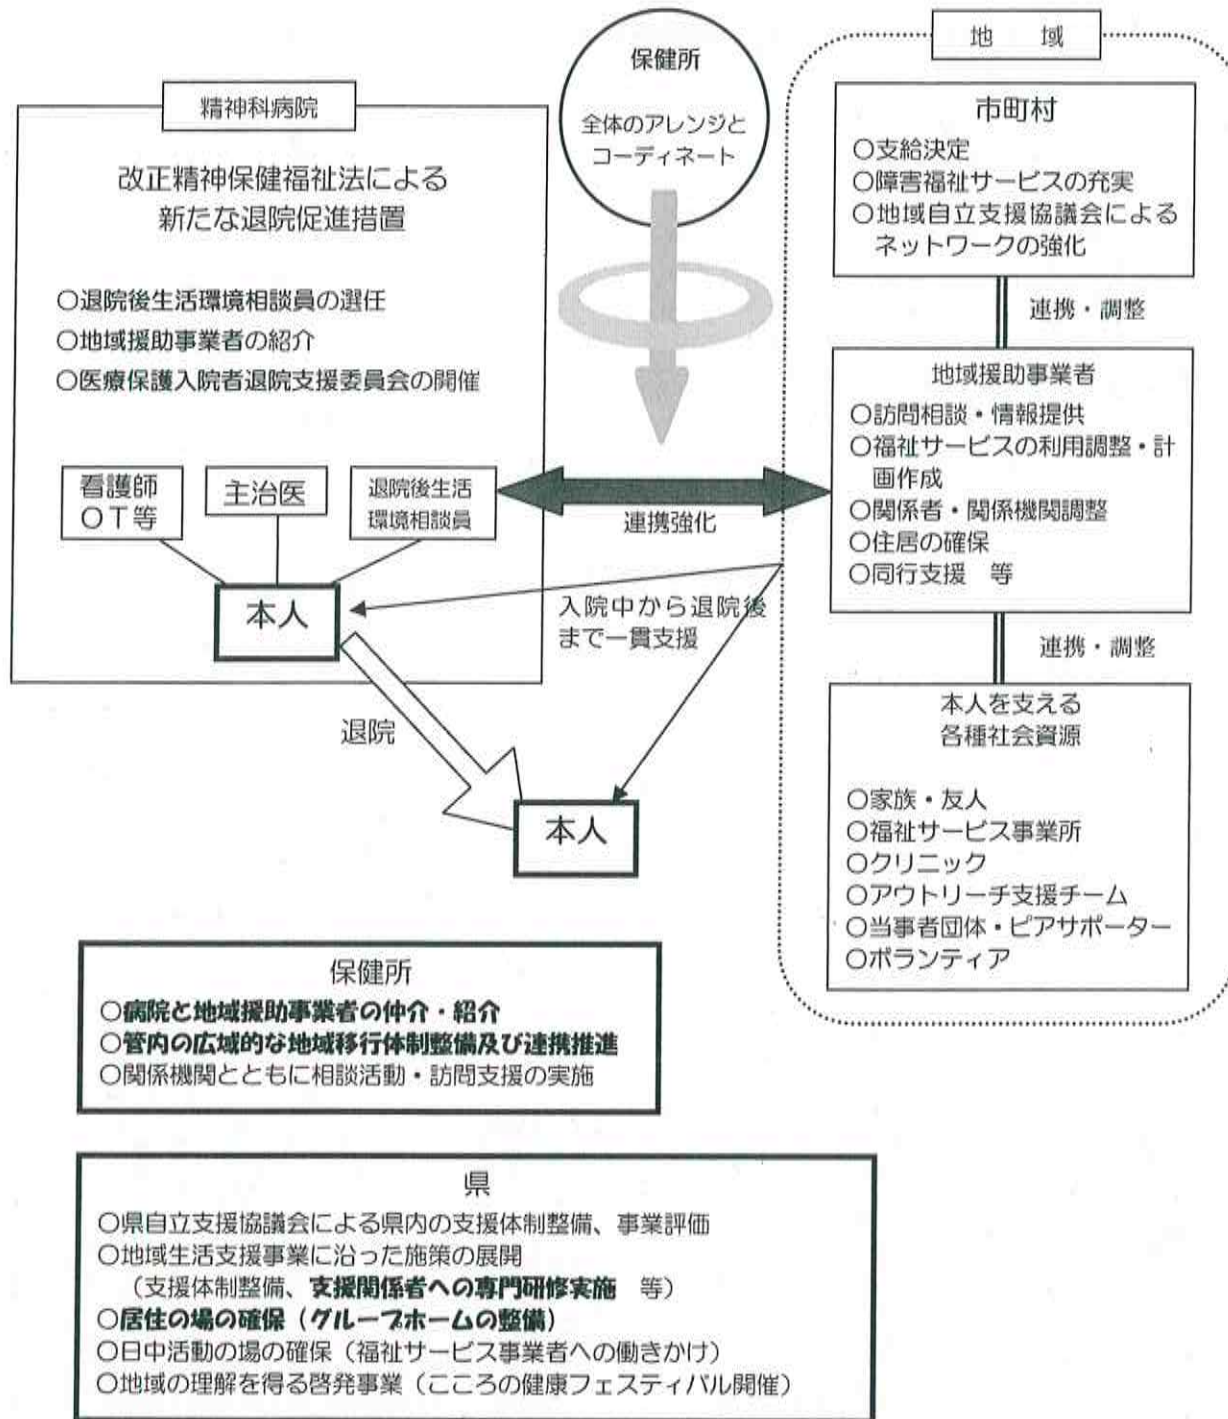 精神科病院
改正精神保健福祉法による
新たな退院促進措置
○退院後生活環境相談員の選任
○地域援助事業者の紹介
○医療保護入院者退院支援委員会の開催
看護師
OT等
主治医
退院後生活
環境相談員
本人
保健所
全体のアレンジと
コーディネート
連携強化
入院中から退院後
まで一貫支援
退院
本人
地 域
市町村
○支給決定
○障害福祉サービスの充実
○地域自立支援協議会による
ネットワークの強化
連携・調整
地域援助事業者
○訪問相談・情報提供
○福祉サービスの利用調整・計
画作成
○関係者・関係機関調整
○住居の確保
○同行支援 等
連携・調整
本人を支える
各種社会資源
○家族・友人
○福祉サービス事業所
○クリニック
○アウトリーチ支援チーム
○当事者団体・ピアサポーター
○ボランティア
保健所
○病院と地域援助事業者の仲介・紹介
○管内の広域的な地域移行体制整備及び連携推進
○関係機関とともに相談活動・訪問支援の実施
県
○県自立支援協議会による県内の支援体制整備、事業評価
○地域生活支援事業に沿った施策の展開
（支援体制整備、支援関係者への専門研修実施 等）
○居住の場の確保（グループホームの整備）
○日中活動の場の確保（福祉サービス事業者への働きかけ）
○地域の理解を得る啓発事業（こころの健康フェスティバル開催）